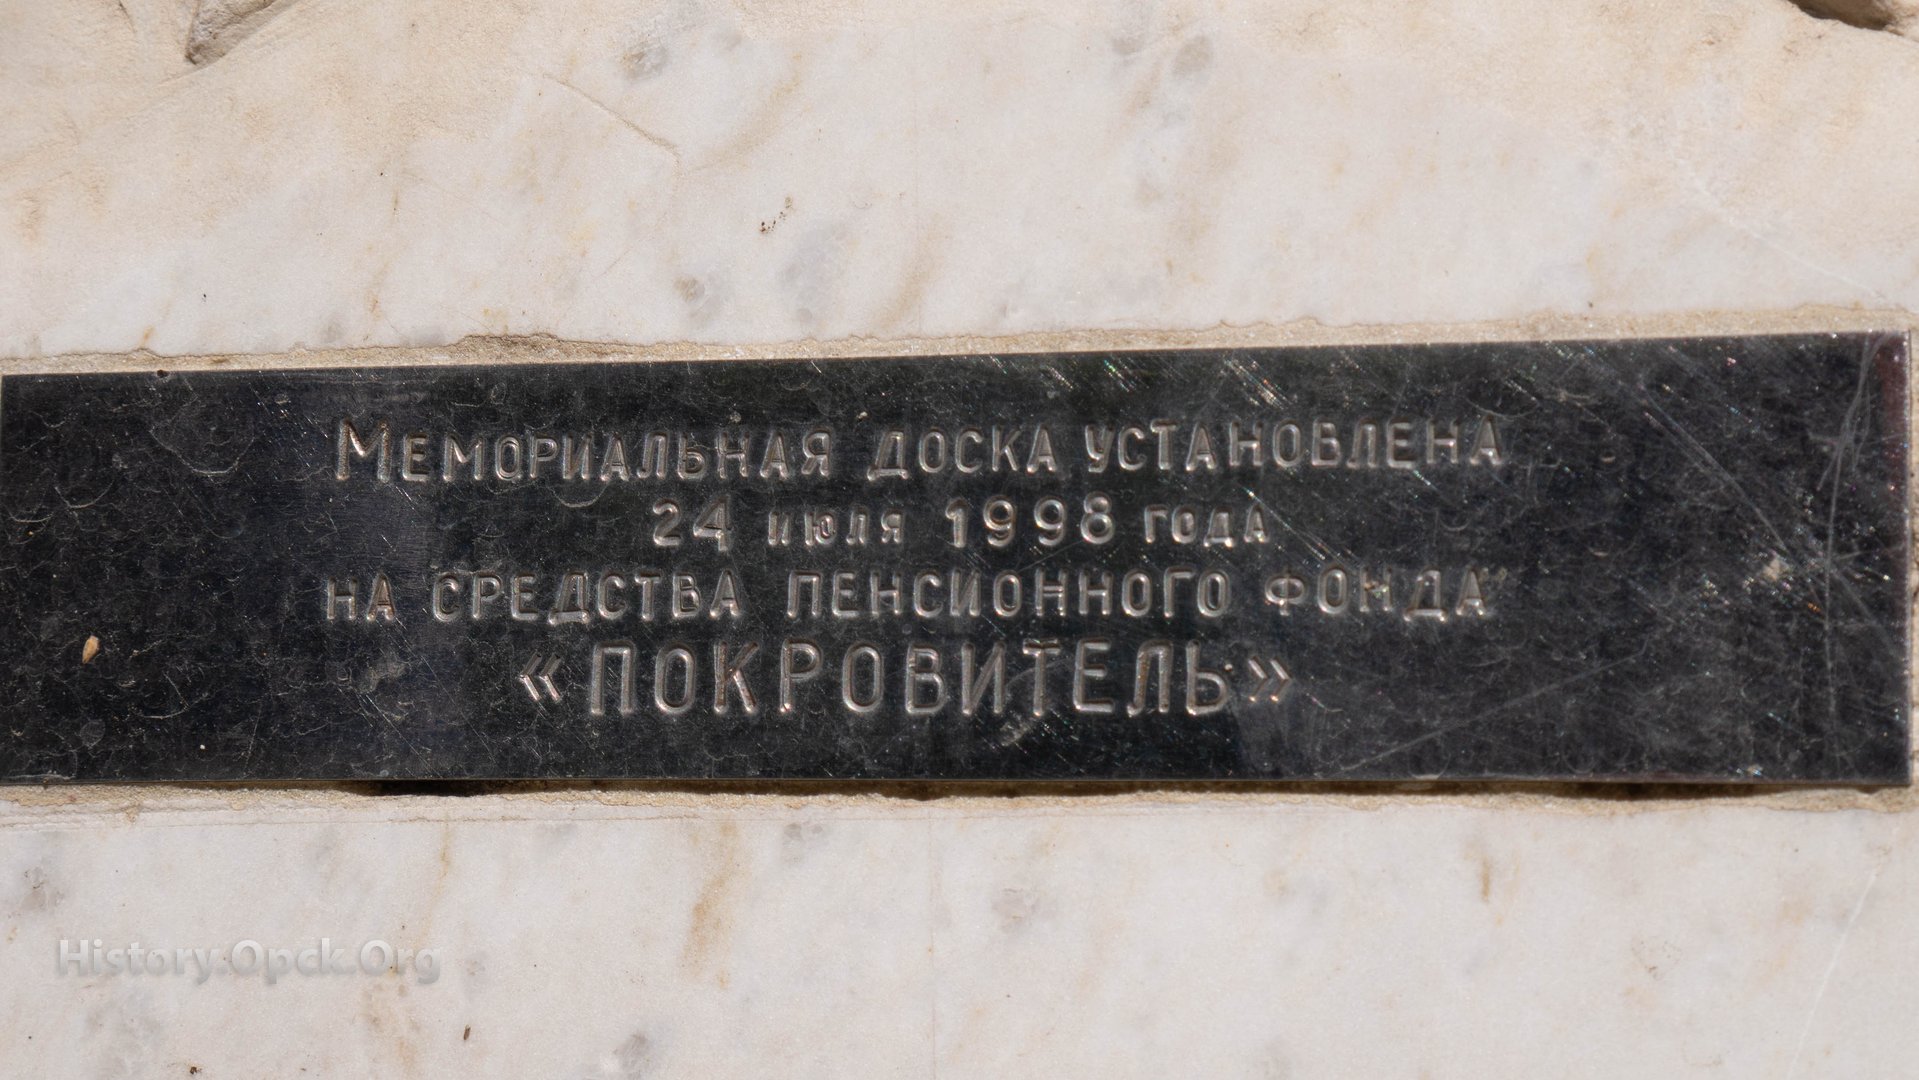 Мемориальная доска установлена
24 июля 1998 года
на средства пенсионного фонда
«ПОКРОВИТЕЛЬ»
History.Opck.Org